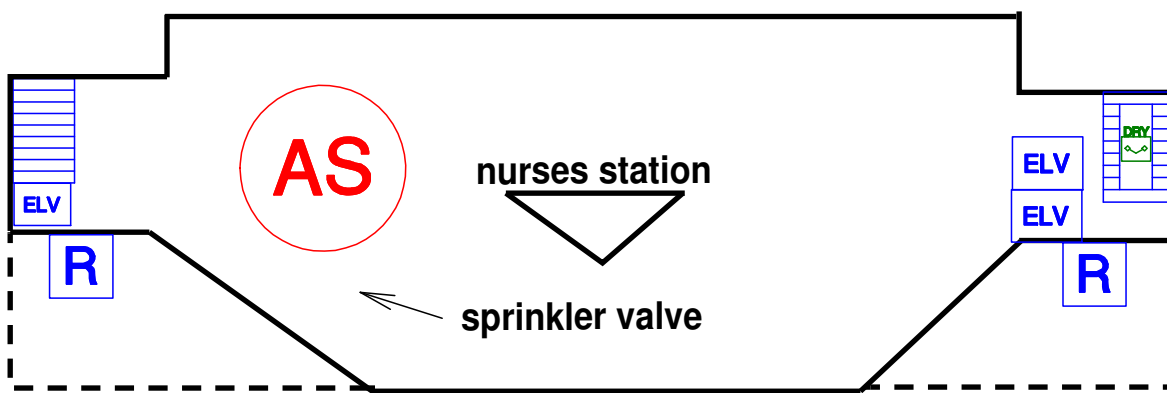 DRY
AS
ELV
nurses station
ELV
ELV
R
R
sprinkler valve